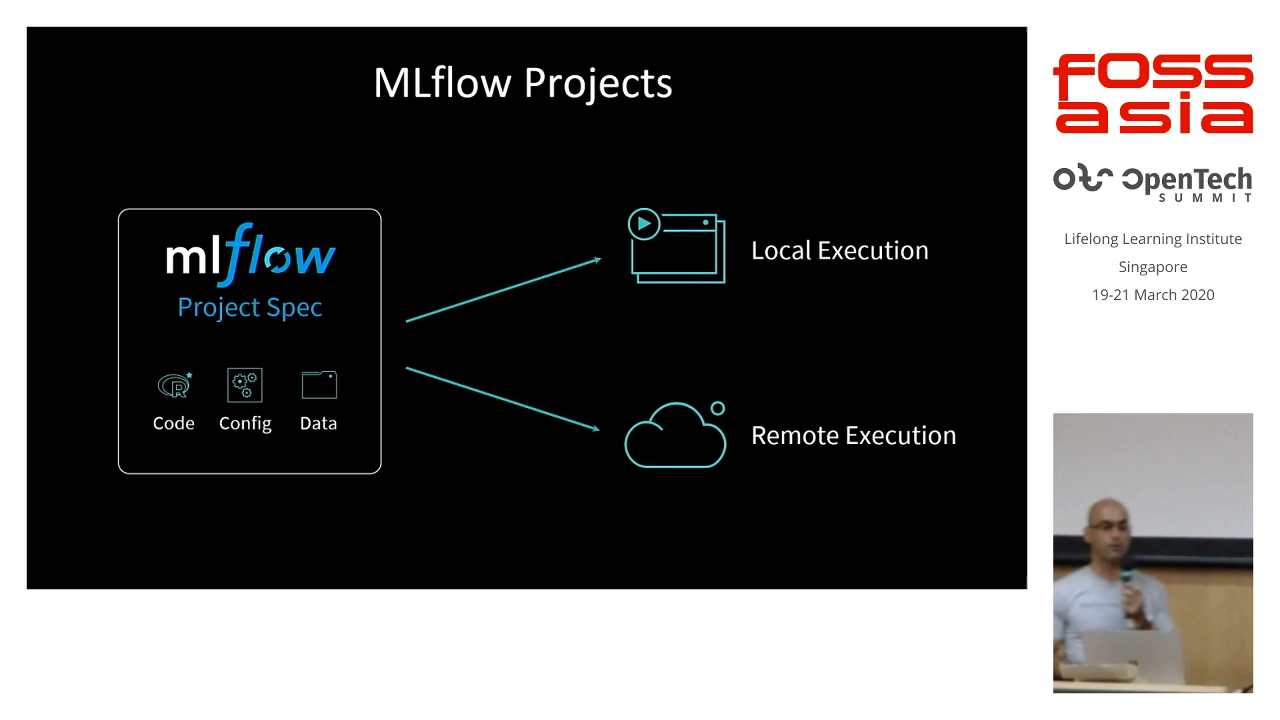 MLflow Projects
mlflow
Project Spec
R
Code Config Data
Local Execution
Remote Execution
foss
asia
OpenTech
SUMMIT
Lifelong Learning Institute
Singapore
19-21 March 2020